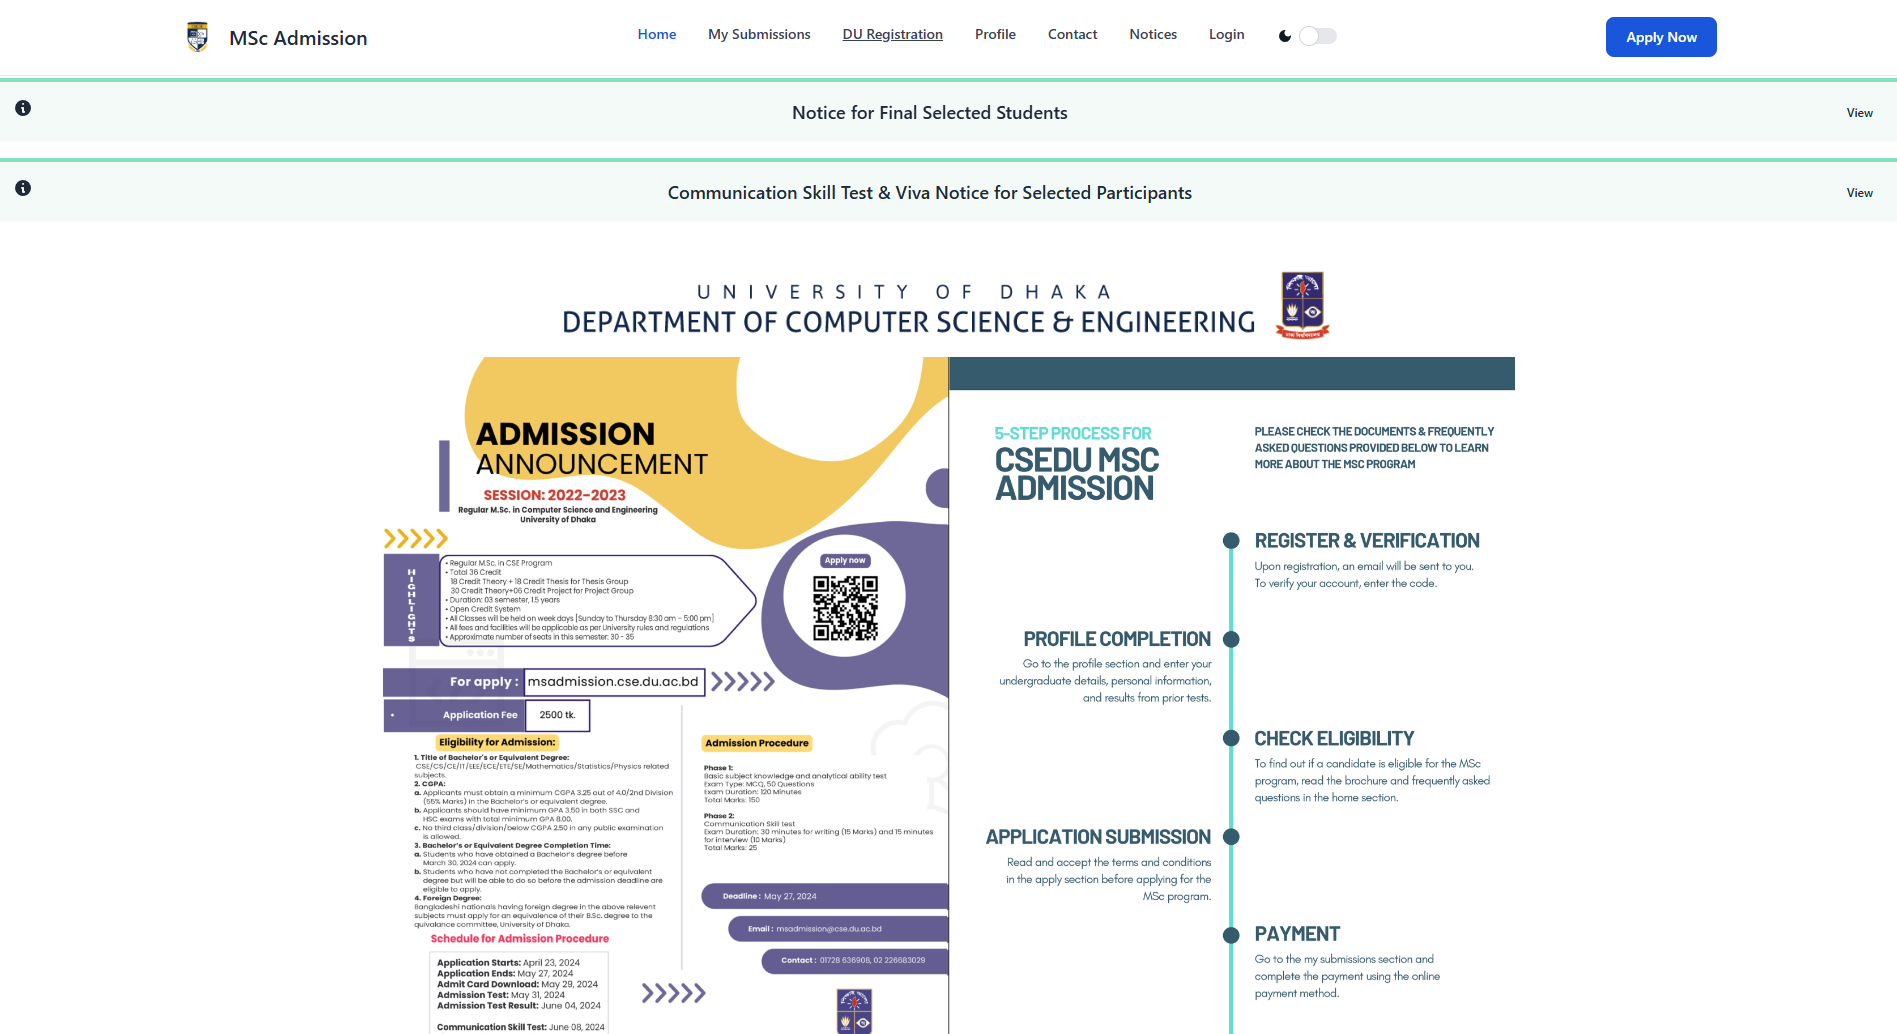 MSc Admission
Home
My Submissions
DU Registration
Profile
Contact
Notices
Login
Apply Now
Notice for Final Selected Students
View
Communication Skill Test & Viva Notice for Selected Participants
View
UNIVERSITY OF DHAKA
DEPARTMENT OF COMPUTER SCIENCE & ENGINEERING
ADMISSION
ANNOUNCEMENT
SESSION: 2022-2023
Regular M.Sc. in Computer Science and Engineering
University of Dhaka
HIGHLIGHTS
• Regular M.Sc. in CSE Program
• Total 36 Credit
18 Credit Theory + 18 Credit Thesis for Thesis Group
30 Credit Theory+06 Credit Project for Project Group
• Duration: 03 semester, 1.5 years
• Open Credit System
• All Classes will be held on week days [Sunday to Thursday 8:30 am – 5:00 pm]
• All fees and facilities will be applicable as per University rules and regulations
• Approximate number of seats in this semester: 30 - 35
Apply now
For apply :
msadmission.cse.du.ac.bd
• Application Fee
2500 tk.
Eligibility for Admission:
1. Title of Bachelor's or Equivalent Degree:
CSE/CS/CE/IT/EEE/ECE/ETE/SE/Mathematics/Statistics/Physics related
subjects.
2. CGPA:
a. Applicants must obtain a minimum CGPA 3.25 out of 4.0/2nd Division
(55% Marks) in the Bachelor's or equivalent degree.
b. Applicants should have minimum GPA 3.50 in both SSC and
HSC exams with total minimum GPA 8.00.
c. No third class/division/below CGPA 2.50 in any public examination
is allowed.
3. Bachelor's or Equivalent Degree Completion Time:
a. Students who have obtained a Bachelor's degree before
March 30, 2024 can apply.
b. Students who have not completed the Bachelor's or equivalent
degree but will be able to do so before the admission deadline are
eligible to apply.
4. Foreign Degree:
Bangladeshi nationals having foreign degree in the above relevent
subjects must apply for an equivalence of their B.Sc. degree to the
quivalance committee, University of Dhaka.
Schedule for Admission Procedure
Application Starts: April 23, 2024
Application Ends: May 27, 2024
Admit Card Download: May 29, 2024
Admission Test: May 31, 2024
Admission Test Result: June 04, 2024
Communication Skill Test: June 08, 2024
Admission Procedure
Phase 1:
Basic subject knowledge and analytical ability test
Exam Type: MCQ, 50 Questions
Exam Duration: 120 Minutes
Total Marks: 150
Phase 2:
Communication Skill test
Exam Duration: 30 minutes for writing (15 Marks) and 15 minutes
for interview (10 Marks)
Total Marks: 25
Deadline : May 27, 2024
Email : msadmission@cse.du.ac.bd
Contact : 01728 636908, 02 226683029
5-STEP PROCESS FOR
CSEDU MSC
ADMISSION
PLEASE CHECK THE DOCUMENTS & FREQUENTLY
ASKED QUESTIONS PROVIDED BELOW TO LEARN
MORE ABOUT THE MSC PROGRAM
REGISTER & VERIFICATION
Upon registration, an email will be sent to you.
To verify your account, enter the code.
PROFILE COMPLETION
Go to the profile section and enter your
undergraduate details, personal information,
and results from prior tests.
CHECK ELIGIBILITY
To find out if a candidate is eligible for the MSc
program, read the brochure and frequently asked
questions in the home section.
APPLICATION SUBMISSION
Read and accept the terms and conditions
in the apply section before applying for the
MSc program.
PAYMENT
Go to the my submissions section and
complete the payment using the online
payment method.